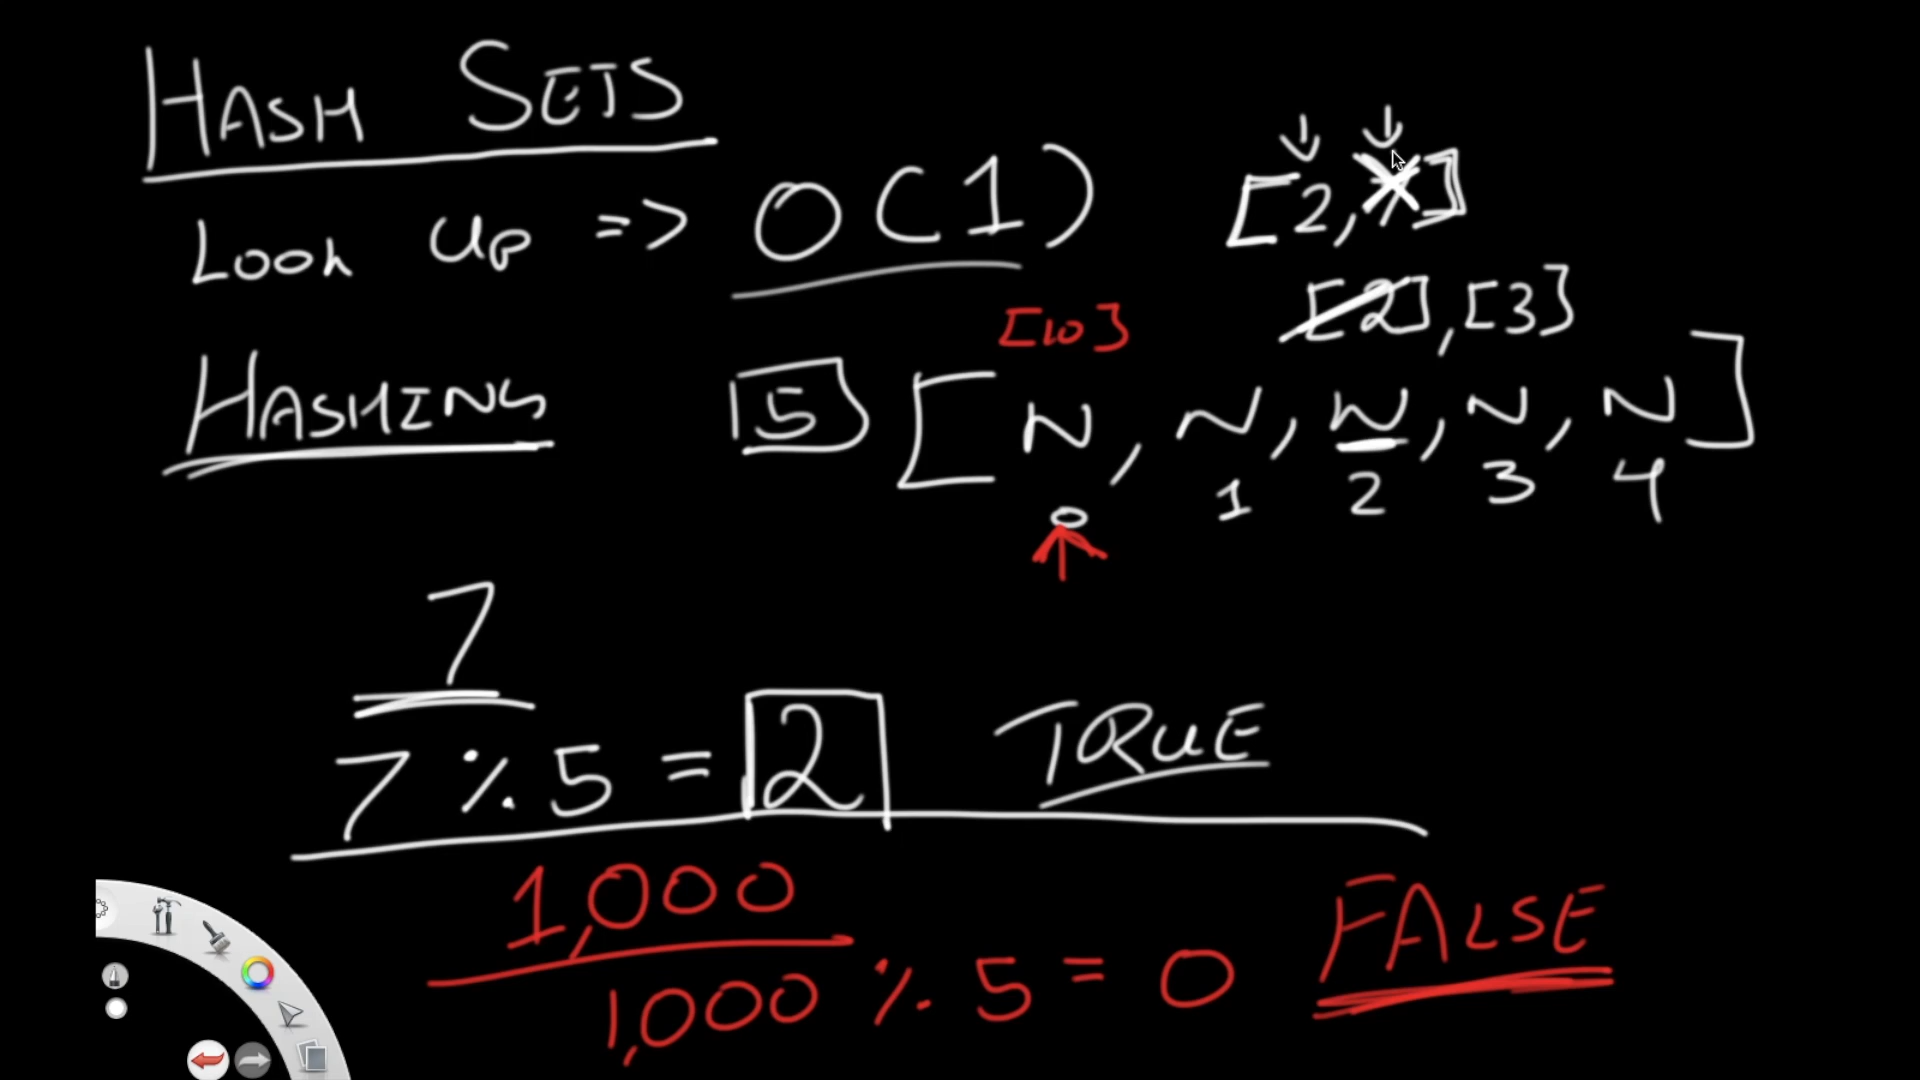 HASH SETS
LOOK UP => O(1)
[2, 7]
[2], [3]
[10]
HASHING
5 [N, N, N, N, N]
0 1 2 3 4
7
7 % 5 = 2 TRUE
1,000
1,000 % 5 = 0 FALSE